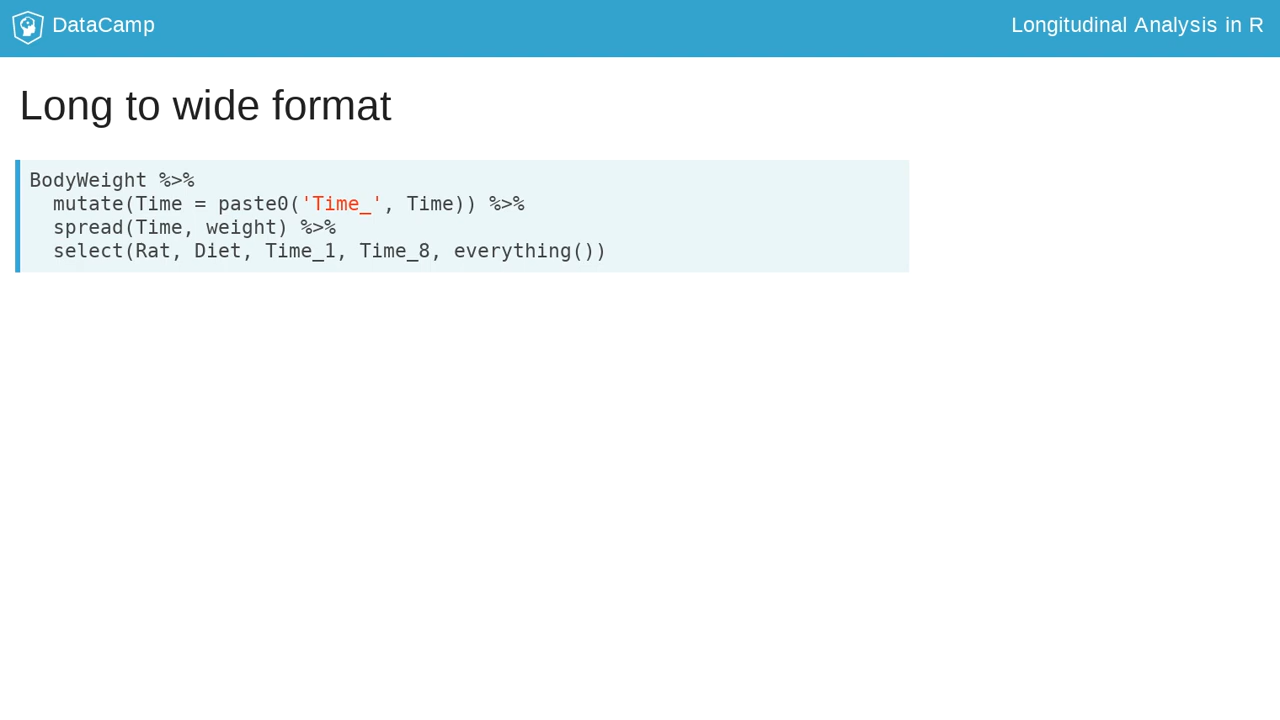 DataCamp
Longitudinal Analysis in R
Long to wide format
BodyWeight %>%
  mutate(Time = paste0('Time_', Time)) %>%
  spread(Time, weight) %>%
  select(Rat, Diet, Time_1, Time_8, everything())